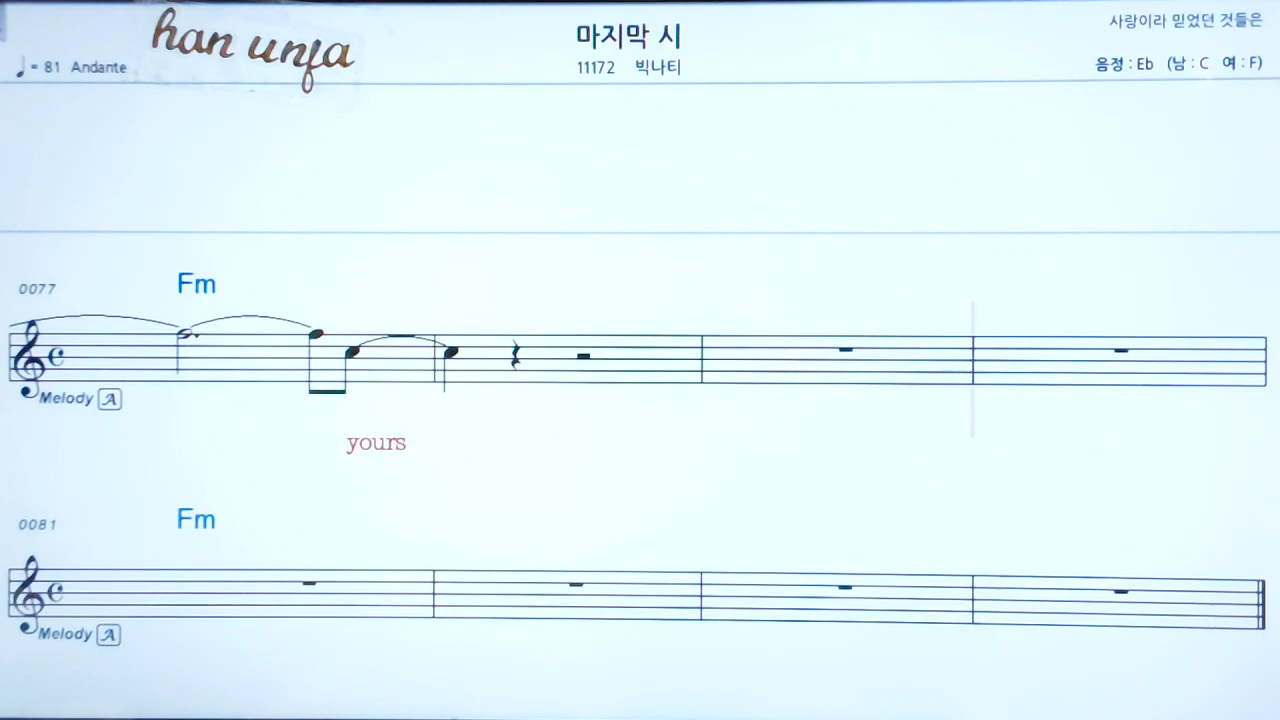 han unfa
마지막 시
사랑이라 믿었던 것들은
♩= 81 Andante
11172 빅나티
음정 : Eb (남 : C 여 : F)
0077 Fm
Melody A
yours
0081 Fm
Melody A